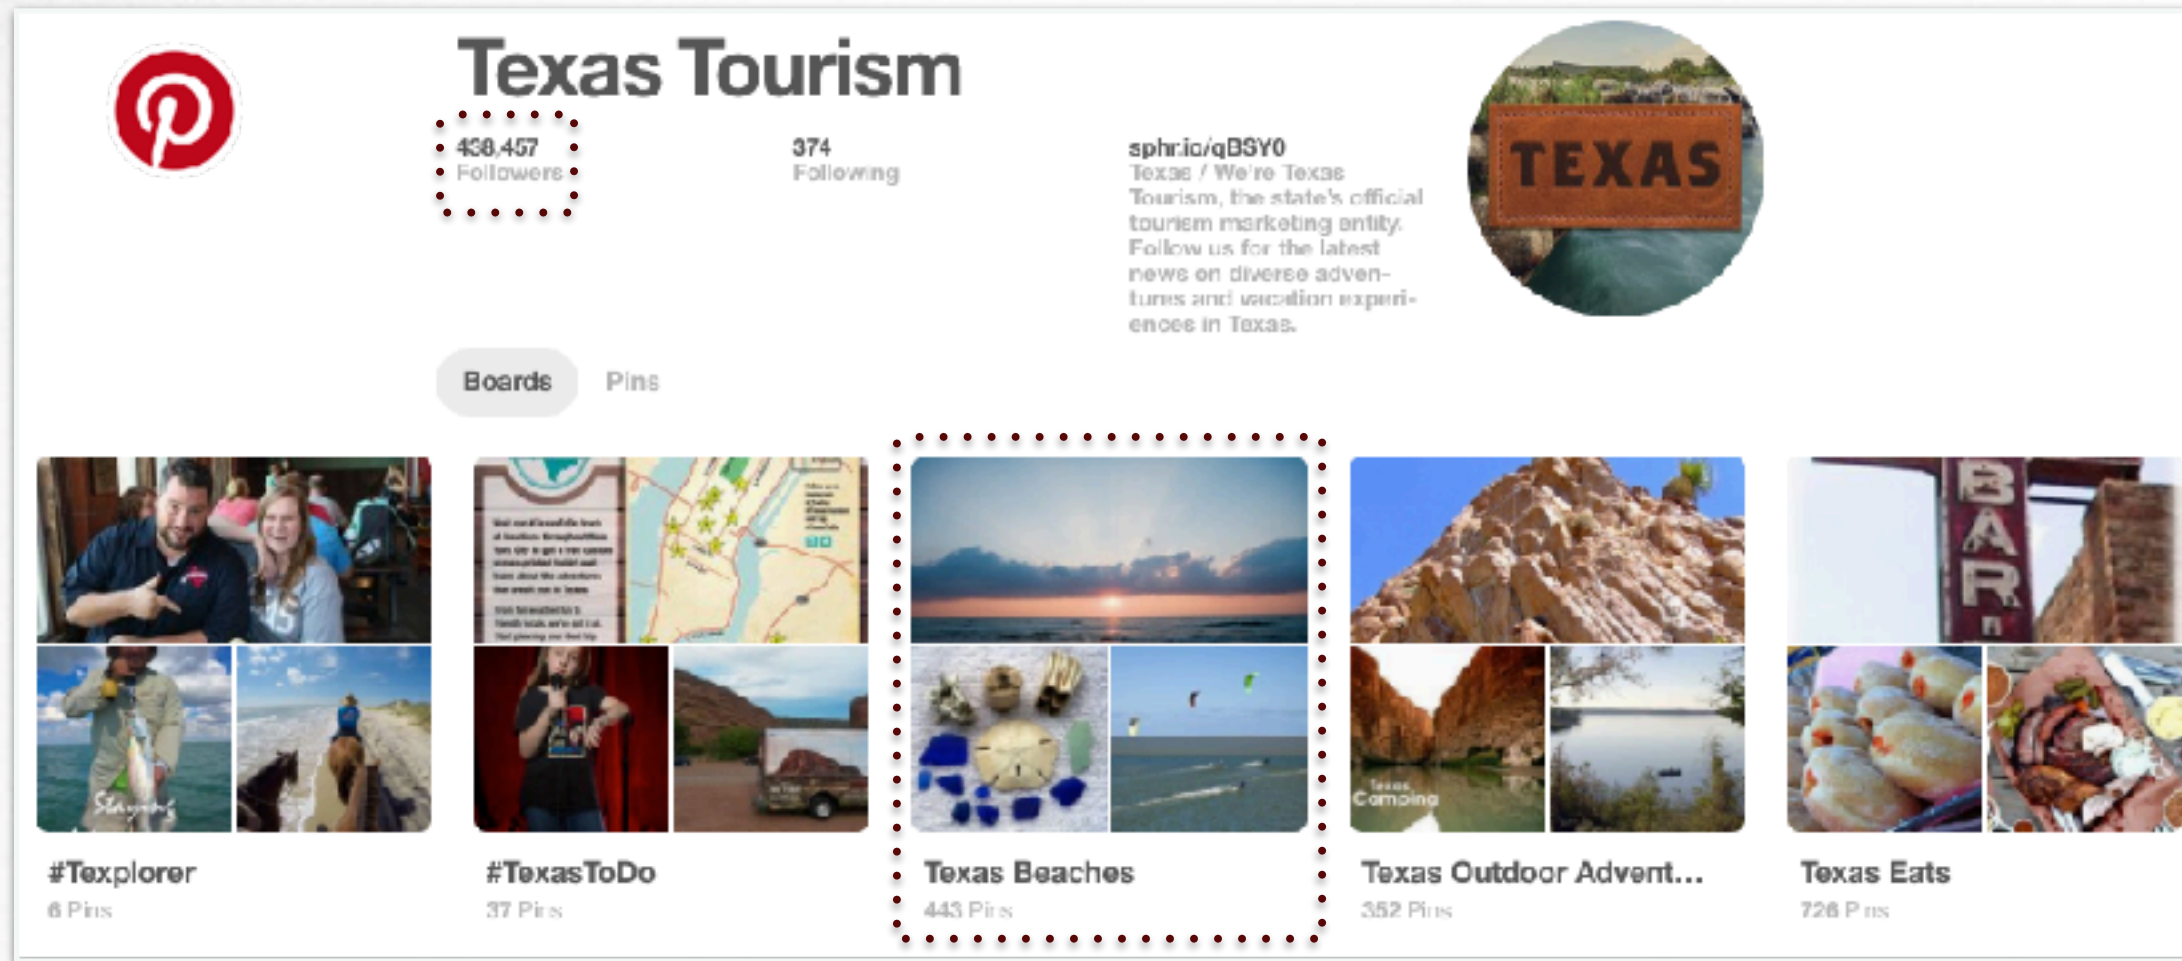 Texas Tourism
438,457
Followers
374
Following
sphr.io/qBSY0
Texas / We're Texas
Tourism, the state's official
tourism marketing entity.
Follow us for the latest
news on diverse adven-
tures and vacation experi-
ences in Texas.
TEXAS
Boards
Pins
BAR
Staying
Texas
Camping
#Texplorer
6 Pins
#TexasToDo
37 Pins
Texas Beaches
443 Pins
Texas Outdoor Advent...
352 Pins
Texas Eats
726 Pins